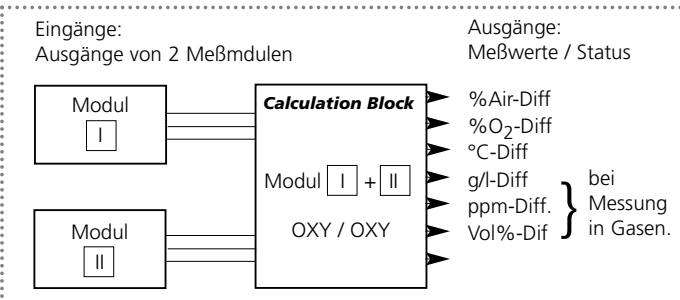 Eingänge:
Ausgänge von 2 Meßmdulen
Ausgänge:
Meßwerte / Status
Modul
I
Modul
II
Calculation Block
Modul I + II
OXY / OXY
%Air-Diff
%O2-Diff
°C-Diff
g/l-Diff
ppm-Diff.
Vol%-Dif
bei
Messung
in Gasen.